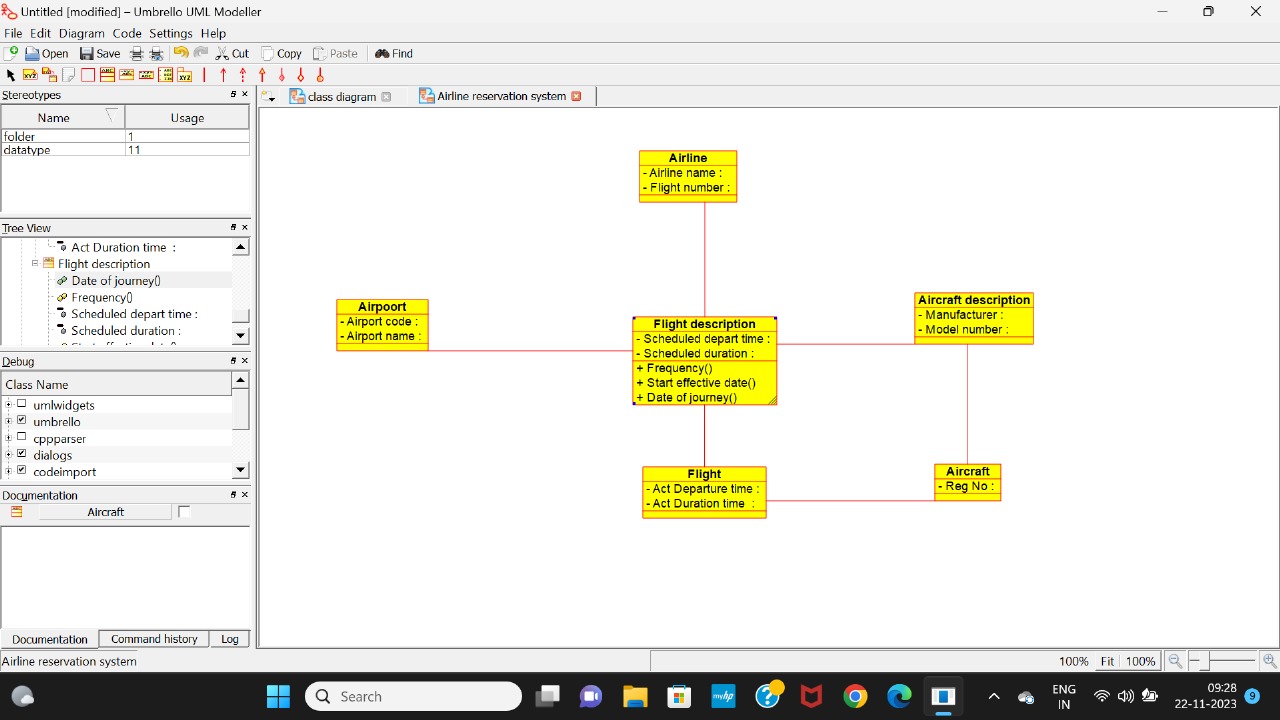 Untitled [modified] – Umbrello UML Modeller
File Edit Diagram Code Settings Help
Open Save Cut Copy Paste Find
Stereotypes
Name Usage
folder 1
datatype 11
Tree View
Act Duration time :
Flight description
Date of journey()
Frequency()
Scheduled depart time :
Scheduled duration :
Debug
Class Name
umlwidgets
umbrello
cppparser
dialogs
codeimport
Documentation
Aircraft
Documentation Command history Log
class diagram Airline reservation system
Airline
- Airline name :
- Flight number :
Airpoort
- Airport code :
- Airport name :
Flight description
- Scheduled depart time :
- Scheduled duration :
+ Frequency()
+ Start effective date()
+ Date of journey()
Aircraft description
- Manufacturer :
- Model number :
Flight
- Act Departure time :
- Act Duration time :
Aircraft
- Reg No :
Airline reservation system 100% Fit 100%
Search
myhp
ENG
IN
09:28
22-11-2023
9